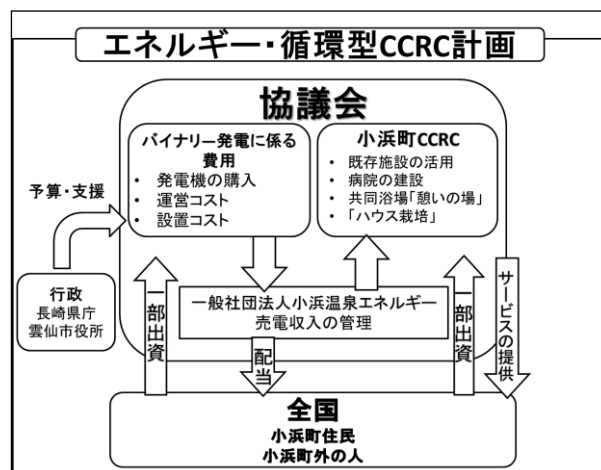 エネルギー・循環型CCRC計画
協議会
バイナリー発電に係る
費用
• 発電機の購入
• 運営コスト
• 設置コスト
小浜町CCRC
• 既存施設の活用
• 病院の建設
• 共同浴場「憩いの場」
• 「ハウス栽培」
予算・支援
行政
長崎県庁
雲仙市役所
一般社団法人小浜温泉エネルギー
売電収入の管理
一部出資
配当
一部出資
サービスの提供
全国
小浜町住民
小浜町外の人